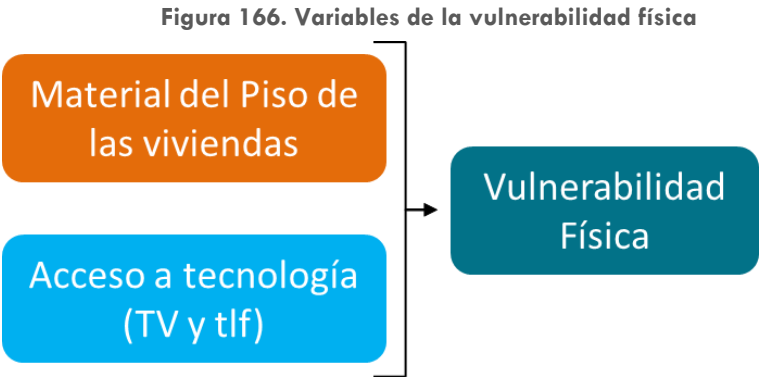 Figura 166. Variables de la vulnerabilidad física
Material del Piso de
las viviendas
Acceso a tecnología
(TV y tlf)
Vulnerabilidad
Física